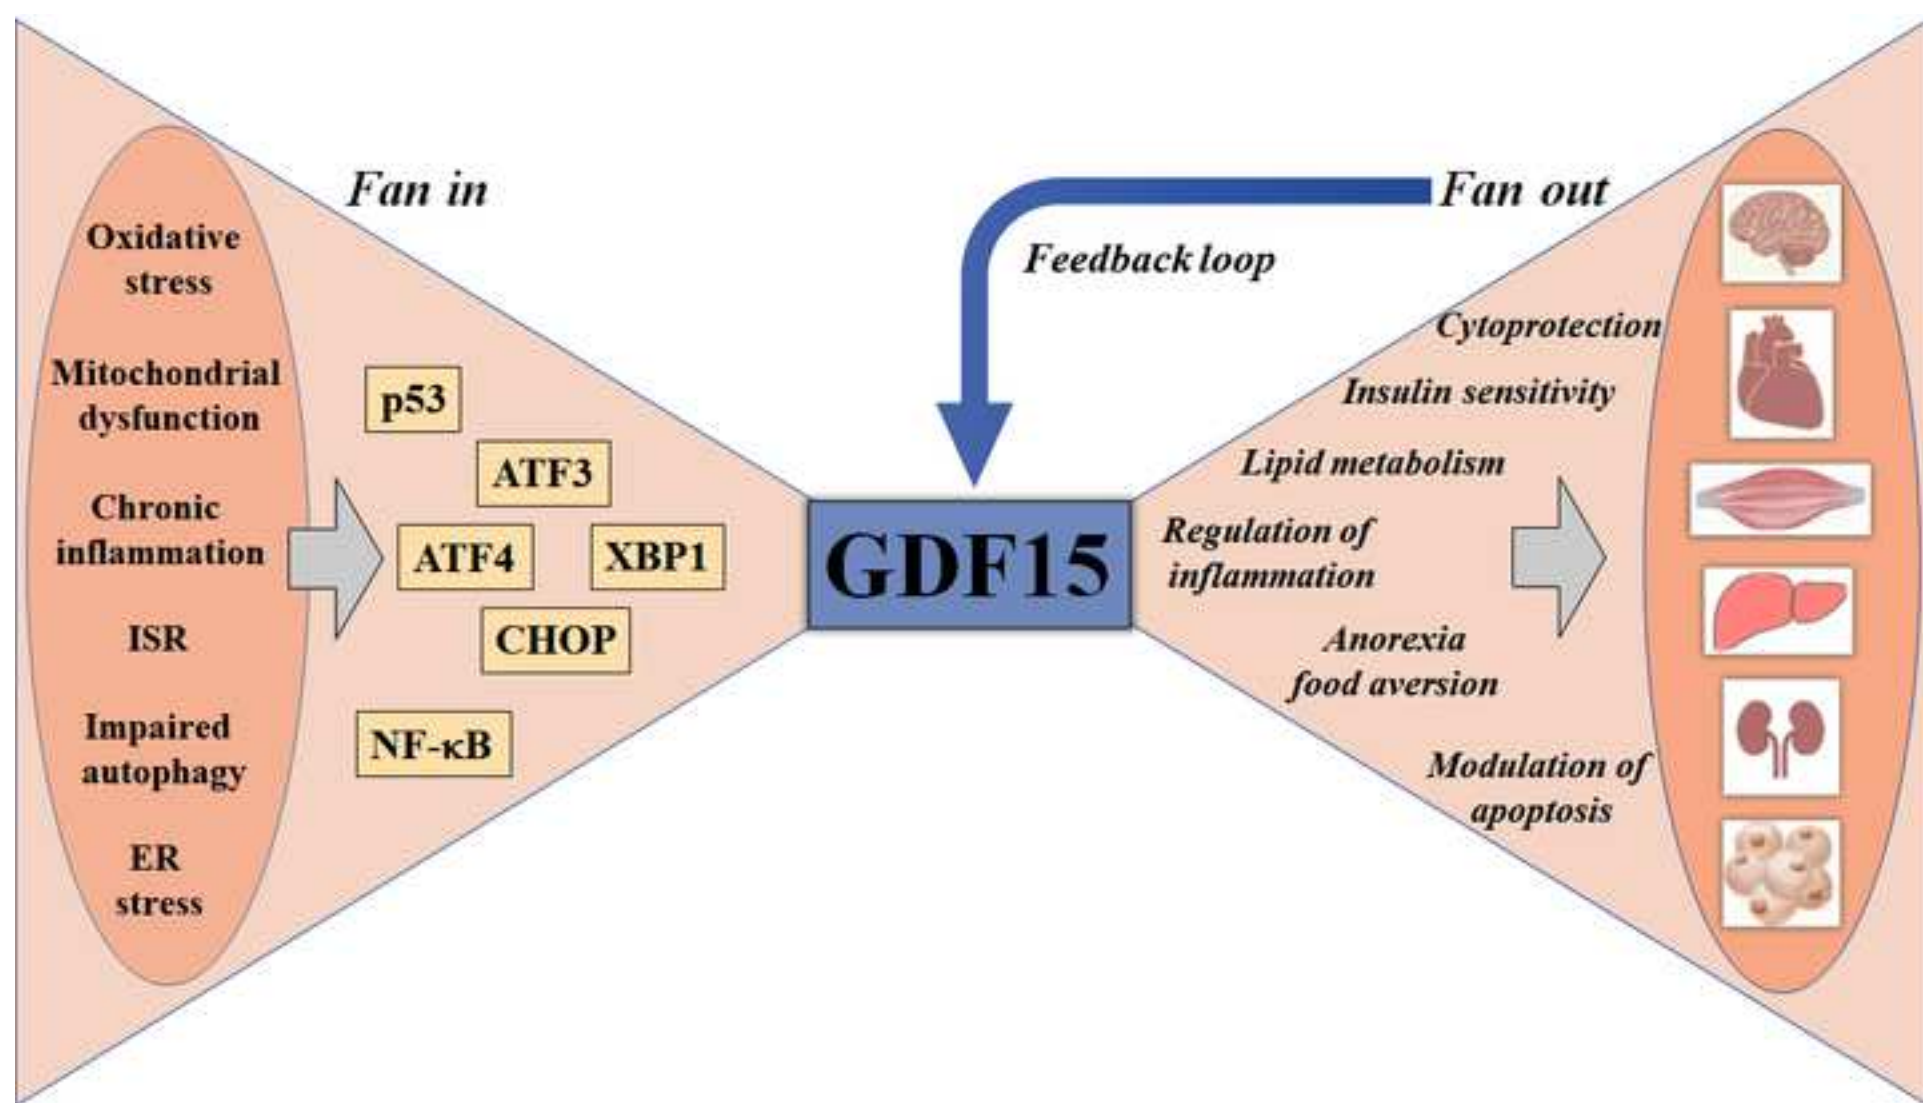 Fan in
Oxidative
stress
Mitochondrial
dysfunction
Chronic
inflammation
ISR
Impaired
autophagy
ER
stress
p53
ATF3
ATF4
XBP1
CHOP
NF-κB
GDF15
Feedback loop
Fan out
Cytoprotection
Insulin sensitivity
Lipid metabolism
Regulation of
inflammation
Anorexia
food aversion
Modulation of
apoptosis